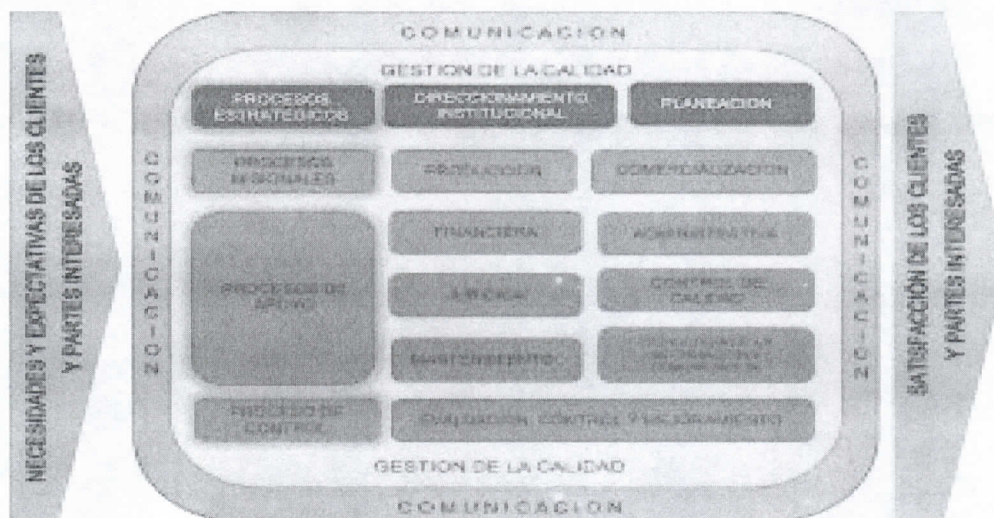 COMUNICACION
GESTION DE LA CALIDAD
NECESIDADES Y EXPECTATIVAS DE LOS CLIENTES
Y PARTES INTERESADAS
COMUNICACION
PROCESOS
ESTRATEGICOS
DIRECCIONAMIENTO
INSTITUCIONAL
PLANEACION
PROCESOS
MISIONALES
PRODUCCION
COMERCIALIZACION
PROCESOS DE
APOYO
FINANCIERA
ADMINISTRATIVA
JURIDICA
CONTROL DE
CALIDAD
MANTENIMIENTO
PROCESO DE
CONTROL
EVALUACION, CONTROL Y MEJORAMIENTO
COMUNICACION
SATISFACCIÓN DE LOS CLIENTES
Y PARTES INTERESADAS
GESTION DE LA CALIDAD
COMUNICACION